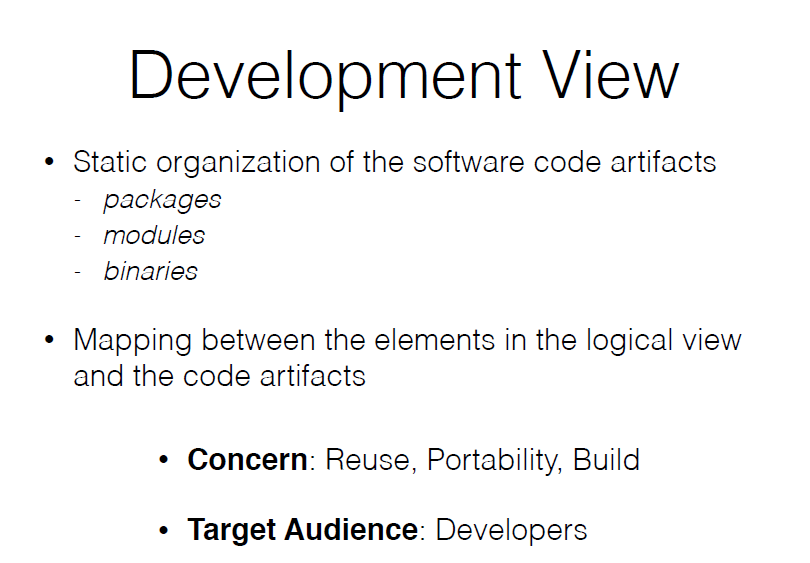 Development View
• Static organization of the software code artifacts
- packages
- modules
- binaries
• Mapping between the elements in the logical view
and the code artifacts
• Concern: Reuse, Portability, Build
• Target Audience: Developers